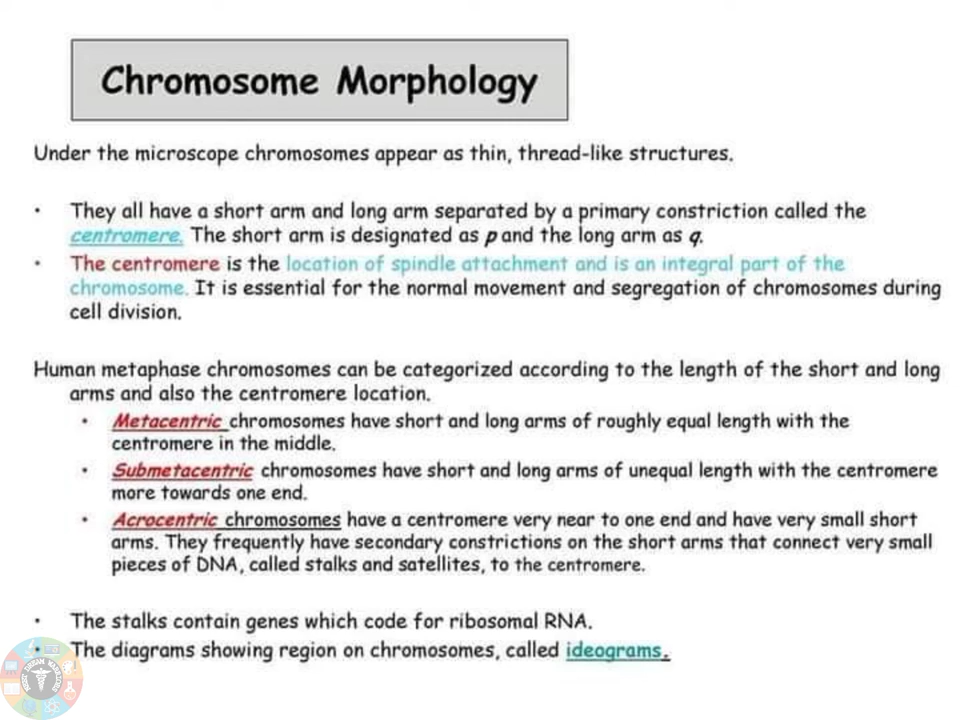 Chromosome Morphology
Under the microscope chromosomes appear as thin, thread-like structures.
• They all have a short arm and long arm separated by a primary constriction called the
centromere. The short arm is designated as p and the long arm as q.
• The centromere is the location of spindle attachment and is an integral part of the
chromosome. It is essential for the normal movement and segregation of chromosomes during
cell division.
Human metaphase chromosomes can be categorized according to the length of the short and long
arms and also the centromere location.
• Metacentric chromosomes have short and long arms of roughly equal length with the
centromere in the middle.
• Submetacentric chromosomes have short and long arms of unequal length with the centromere
more towards one end.
• Acrocentric chromosomes have a centromere very near to one end and have very small short
arms. They frequently have secondary constrictions on the short arms that connect very small
pieces of DNA, called stalks and satellites, to the centromere.
• The stalks contain genes which code for ribosomal RNA.
• The diagrams showing region on chromosomes, called ideograms.